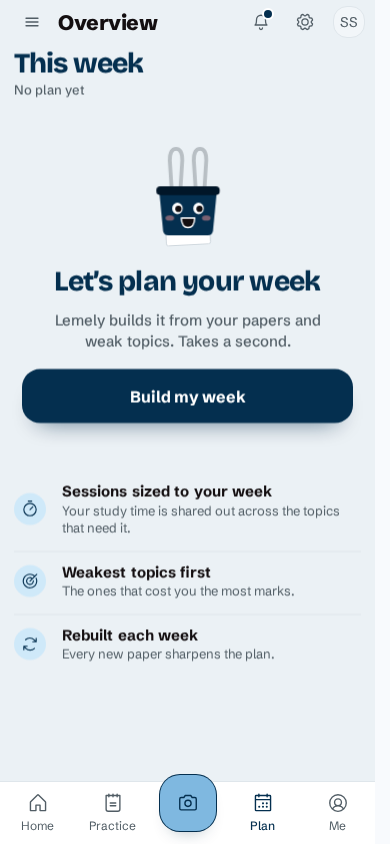 Overview
SS
This week
No plan yet
Let's plan your week
Lemely builds it from your papers and
weak topics. Takes a second.
Build my week
Sessions sized to your week
Your study time is shared out across the topics
that need it.
Weakest topics first
The ones that cost you the most marks.
Rebuilt each week
Every new paper sharpens the plan.
Home
Practice
Plan
Me